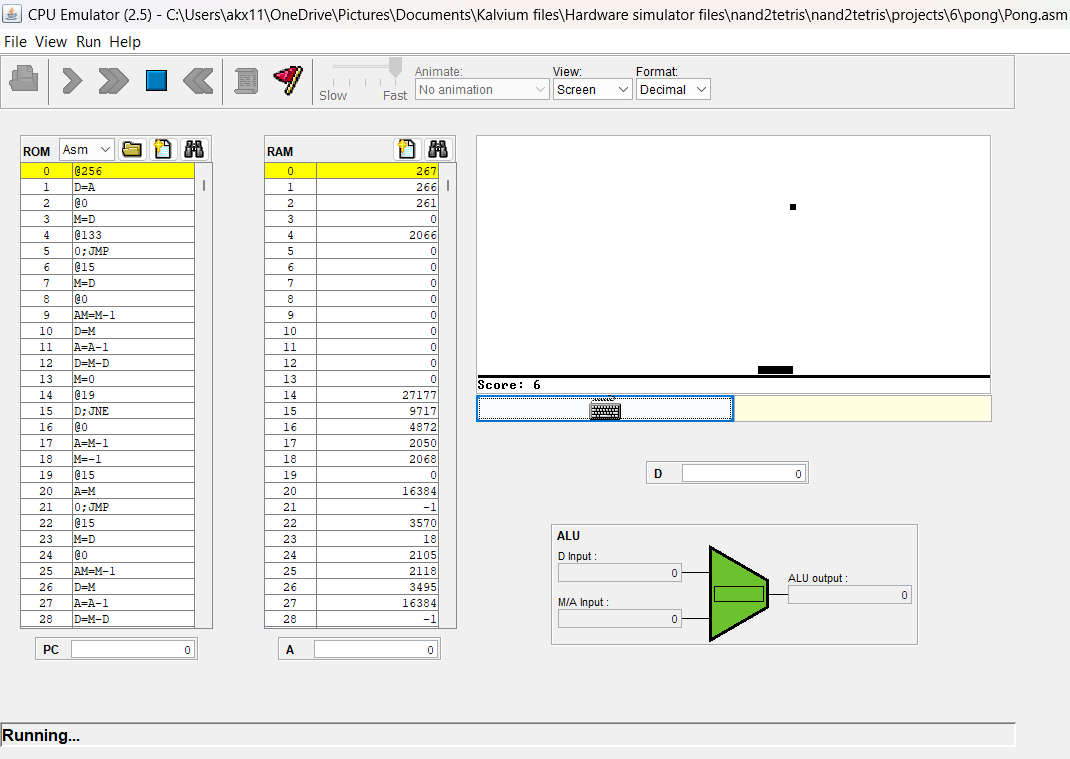 CPU Emulator (2.5) - C:\Users\akx11\OneDrive\Pictures\Documents\Kalvium files\Hardware simulator files\nand2tetris\nand2tetris\projects\6\pong\Pong.asm
File View Run Help
Slow Fast
Animate:
No animation
View:
Screen
Format:
Decimal
ROM Asm
0 @256
1 D=A
2 @0
3 M=D
4 @133
5 0;JMP
6 @15
7 M=D
8 @0
9 AM=M-1
10 D=M
11 A=A-1
12 D=M-D
13 M=0
14 @19
15 D;JNE
16 @0
17 A=M-1
18 M=-1
19 @15
20 A=M
21 0;JMP
22 @15
23 M=D
24 @0
25 AM=M-1
26 D=M
27 A=A-1
28 D=M-D
PC 0
RAM
0 267
1 266
2 261
3 0
4 2066
5 0
6 0
7 0
8 0
9 0
10 0
11 0
12 0
13 0
14 27177
15 9717
16 4872
17 2050
18 2068
19 0
20 16384
21 -1
22 3570
23 18
24 2105
25 2118
26 3495
27 16384
28 -1
A 0
Score: 6
D 0
ALU
D Input :
0
M/A Input :
0
ALU output :
0
Running...